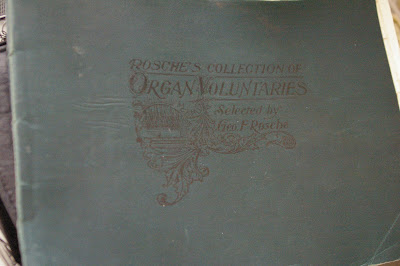 ROSCHE'S COLLECTION OF
ORGAN VOLUNTARIES
Selected by
Geo. F. Rosche